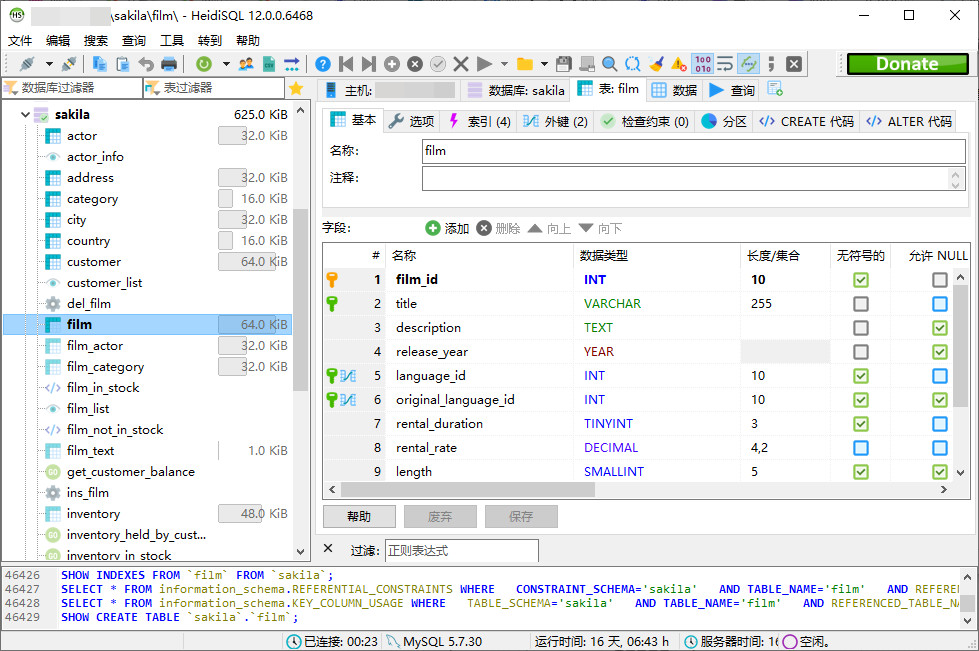 \sakila\film\ - HeidiSQL 12.0.0.6468
文件 编辑 搜索 查询 工具 转到 帮助
Donate
数据库过滤器 表过滤器
主机: 数据库: sakila 表: film 数据 查询
sakila 625.0 KiB
actor 32.0 KiB
actor_info
address 32.0 KiB
category 16.0 KiB
city 32.0 KiB
country 16.0 KiB
customer 64.0 KiB
customer_list
del_film
film 64.0 KiB
film_actor 32.0 KiB
film_category 32.0 KiB
film_in_stock
film_list
film_not_in_stock
film_text 1.0 KiB
get_customer_balance
ins_film
inventory 48.0 KiB
inventory_held_by_cust...
inventory_in_stock
基本 选项 索引 (4) 外键 (2) 检查约束 (0) 分区 CREATE 代码 ALTER 代码
名称: film
注释:
字段: 添加 删除 向上 向下
# 名称 数据类型 长度/集合 无符号的 允许 NULL
1 film_id INT 10
2 title VARCHAR 255
3 description TEXT
4 release_year YEAR
5 language_id INT 10
6 original_language_id INT 10
7 rental_duration TINYINT 3
8 rental_rate DECIMAL 4,2
9 length SMALLINT 5
帮助 废弃 保存
过滤: 正则表达式
46426 SHOW INDEXES FROM `film` FROM `sakila`;
46427 SELECT * FROM information_schema.REFERENTIAL_CONSTRAINTS WHERE CONSTRAINT_SCHEMA='sakila' AND TABLE_NAME='film' AND REFEREN
46428 SELECT * FROM information_schema.KEY_COLUMN_USAGE WHERE TABLE_SCHEMA='sakila' AND TABLE_NAME='film' AND REFERENCED_TABLE_NA
46429 SHOW CREATE TABLE `sakila`.`film`;
已连接: 00:23 MySQL 5.7.30 运行时间: 16 天, 06:43 h 服务器时间: 16 空闲。